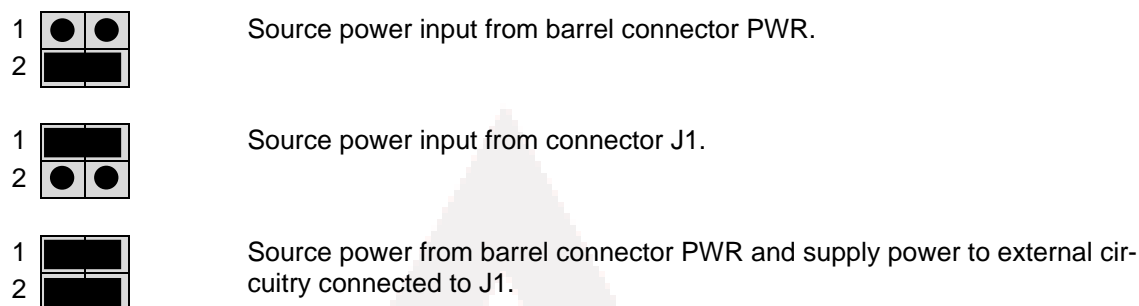 1 Source power input from barrel connector PWR.
2
1 Source power input from connector J1.
2
1 Source power from barrel connector PWR and supply power to external cir-
2 cuitry connected to J1.